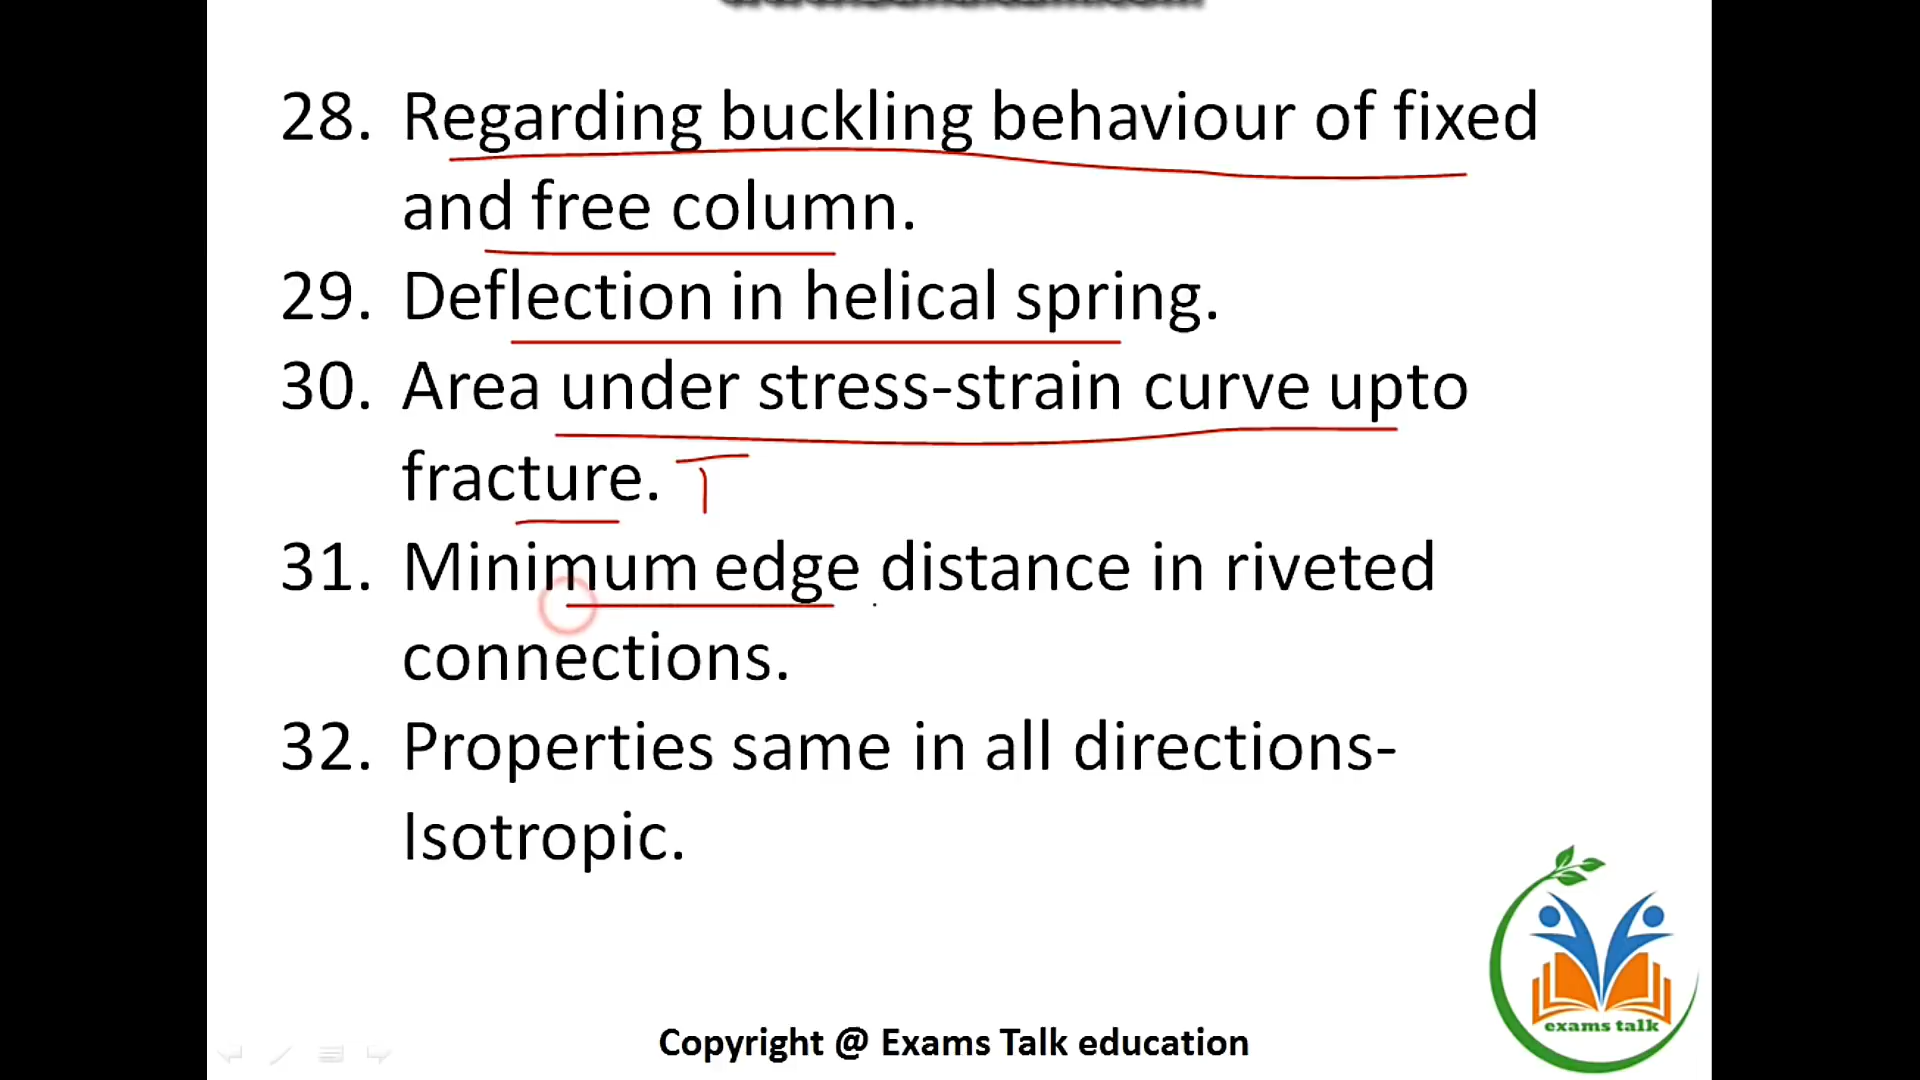 28. Regarding buckling behaviour of fixed
and free column.
29. Deflection in helical spring.
30. Area under stress-strain curve upto
fracture. T
31. Minimum edge distance in riveted
connections.
32. Properties same in all directions-
Isotropic.
exams talk
Copyright @ Exams Talk education